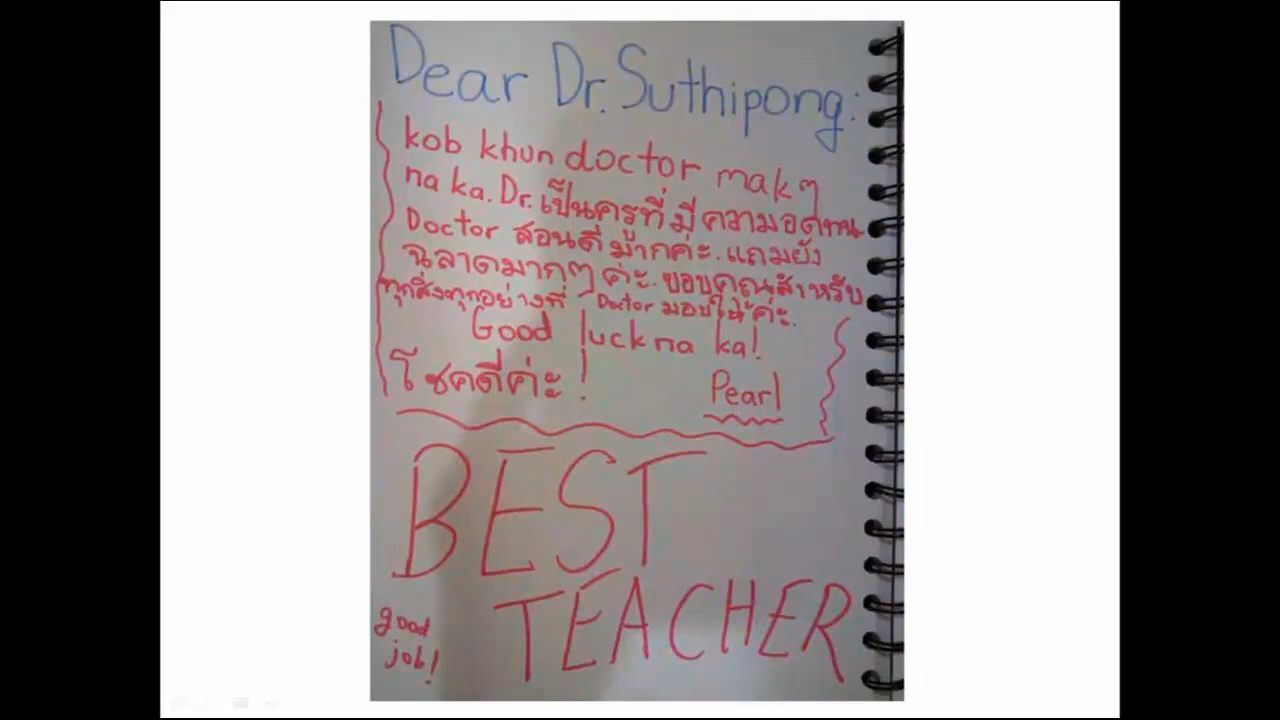 Dear Dr. Suthipong:
kob khun doctor mak ๆ
na ka. Dr. เป็นครูที่มีความอดทน
Doctor สอนดีมากค่ะ. แถมยัง
ฉลาดมากๆ ค่ะ. ขอบคุณสำหรับ
ทุกสิ่งทุกอย่างที่ Doctor มอบให้ค่ะ.
Good luck na ka!
โชคดีค่ะ!
Pearl
BEST
TEACHER
good
job!